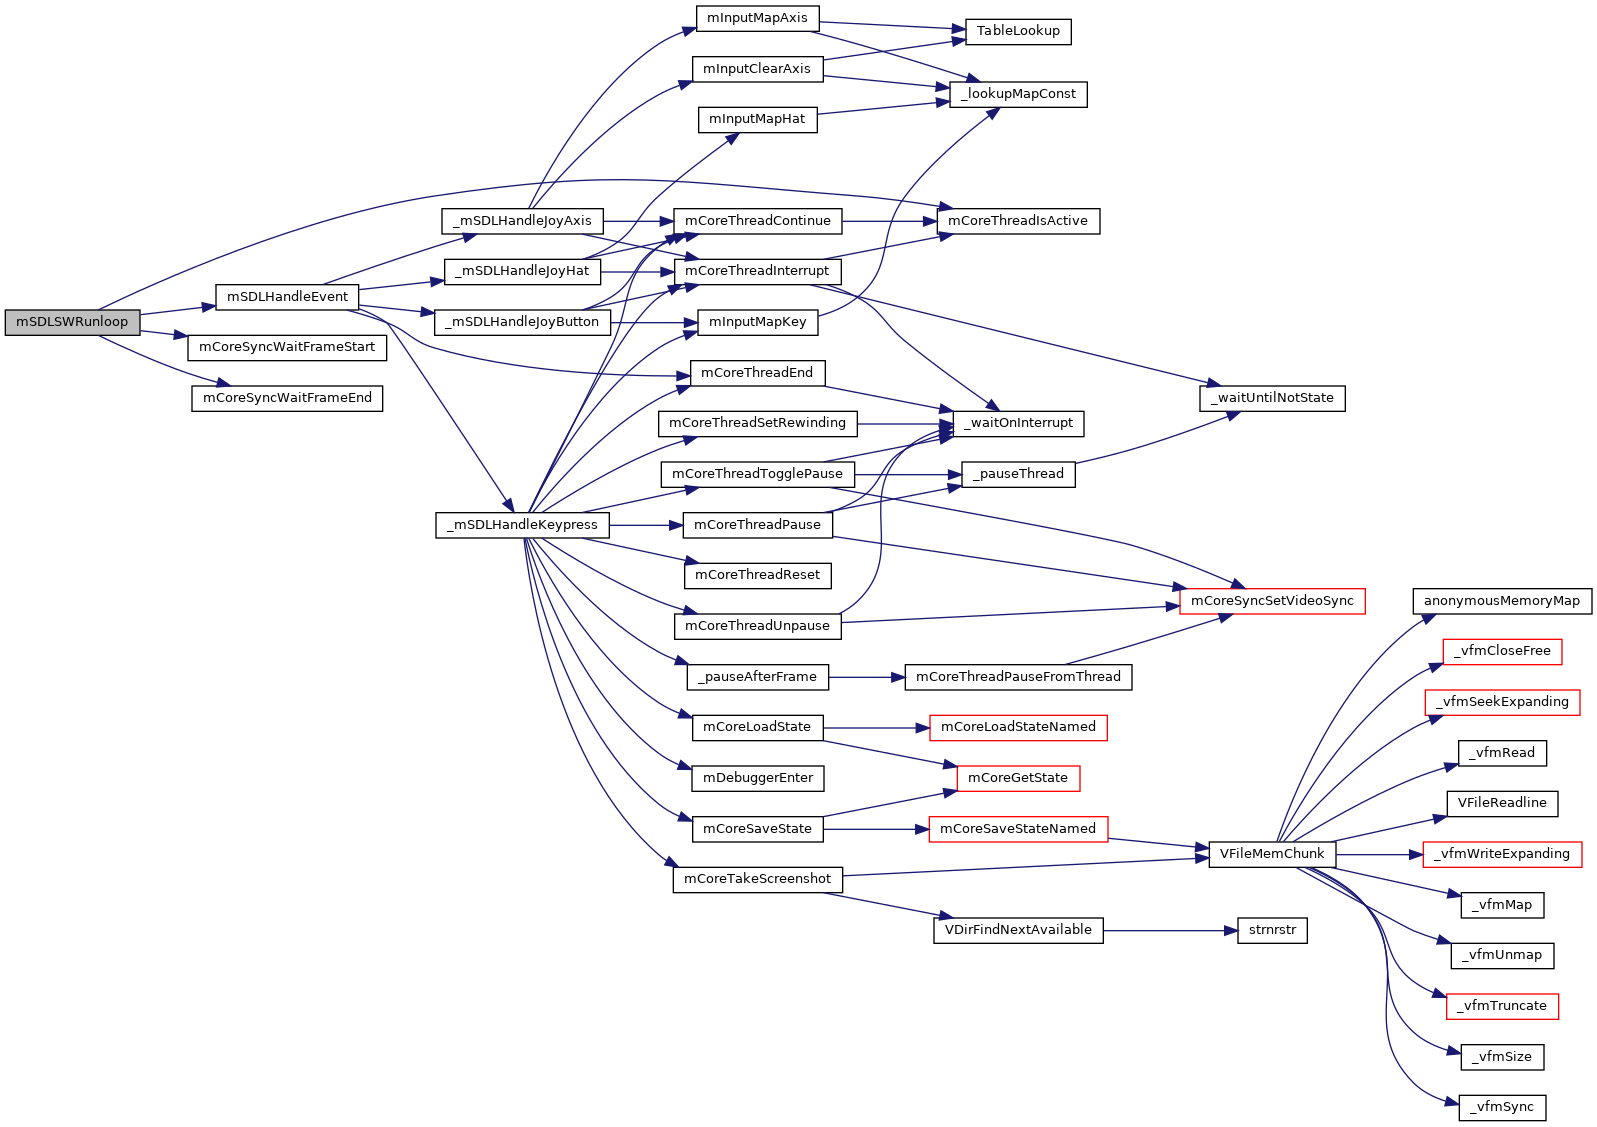 mSDLSWRunloop
mSDLHandleEvent
mCoreSyncWaitFrameStart
mCoreSyncWaitFrameEnd
_mSDLHandleJoyAxis
_mSDLHandleJoyHat
_mSDLHandleJoyButton
_mSDLHandleKeypress
mInputMapAxis
mInputClearAxis
mInputMapHat
mCoreThreadContinue
mCoreThreadInterrupt
mInputMapKey
mCoreThreadEnd
mCoreThreadSetRewinding
mCoreThreadTogglePause
mCoreThreadPause
mCoreThreadReset
mCoreThreadUnpause
_pauseAfterFrame
mCoreLoadState
mDebuggerEnter
mCoreSaveState
mCoreTakeScreenshot
TableLookup
_lookupMapConst
mCoreThreadIsActive
_waitOnInterrupt
_pauseThread
mCoreThreadPauseFromThread
mCoreLoadStateNamed
mCoreGetState
mCoreSaveStateNamed
VDirFindNextAvailable
_waitUntilNotState
mCoreSyncSetVideoSync
VFileMemChunk
strnrstr
anonymousMemoryMap
_vfmCloseFree
_vfmSeekExpanding
_vfmRead
VFileReadline
_vfmWriteExpanding
_vfmMap
_vfmUnmap
_vfmTruncate
_vfmSize
_vfmSync